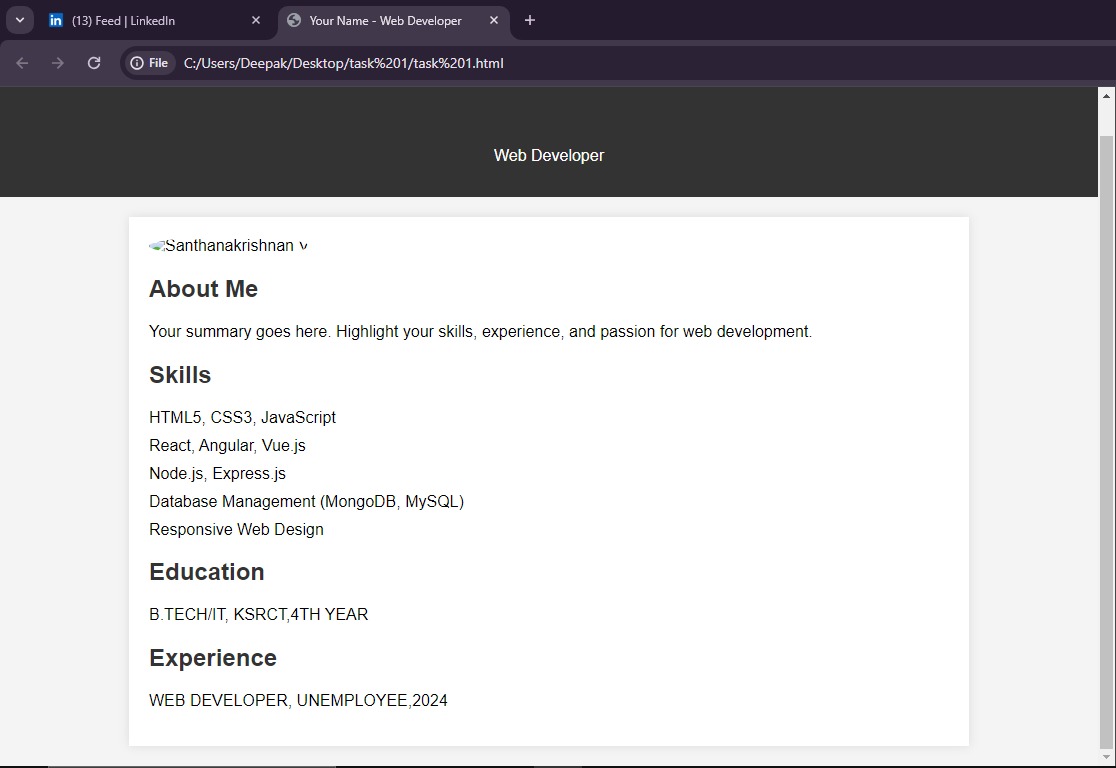 (13) Feed | LinkedIn
Your Name - Web Developer
File
C:/Users/Deepak/Desktop/task%201/task%201.html
Web Developer
Santhanakrishnan V
About Me
Your summary goes here. Highlight your skills, experience, and passion for web development.
Skills
HTML5, CSS3, JavaScript
React, Angular, Vue.js
Node.js, Express.js
Database Management (MongoDB, MySQL)
Responsive Web Design
Education
B.TECH/IT, KSRCT,4TH YEAR
Experience
WEB DEVELOPER, UNEMPLOYEE,2024